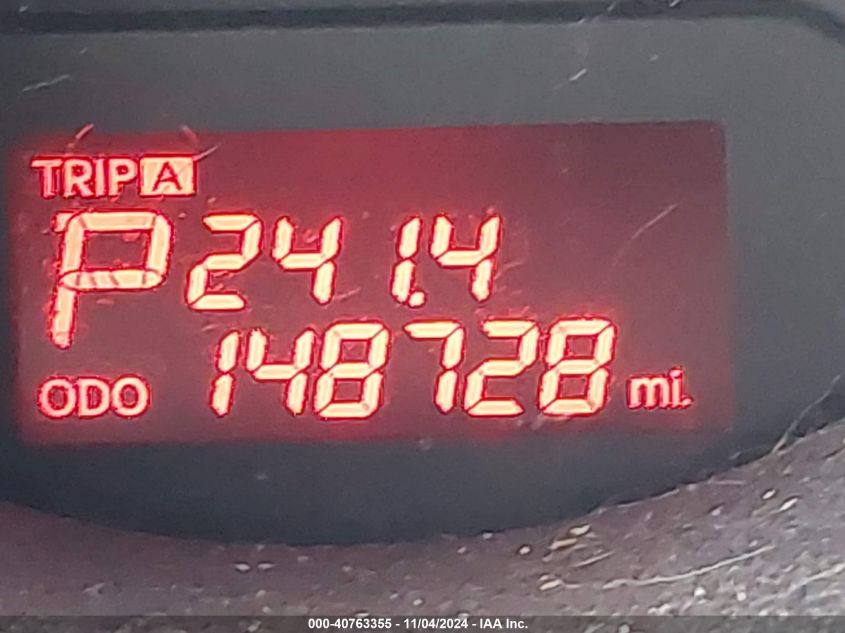 TRIP A
P 241.4
ODO 148728 mi.
000-40763355 - 11/04/2024 - IAA Inc.